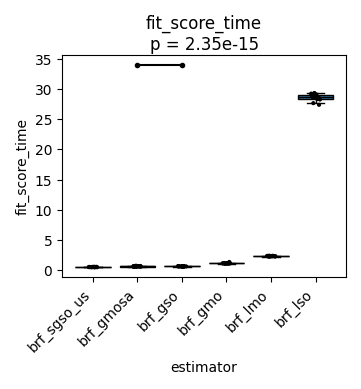 fit_score_time
p = 2.35e-15
35
30
25
20
15
10
5
0
fit_score_time
brf_sgso_us
brf_gmosa
brf_gso
brf_gmo
brf_lmo
brf_lso
estimator